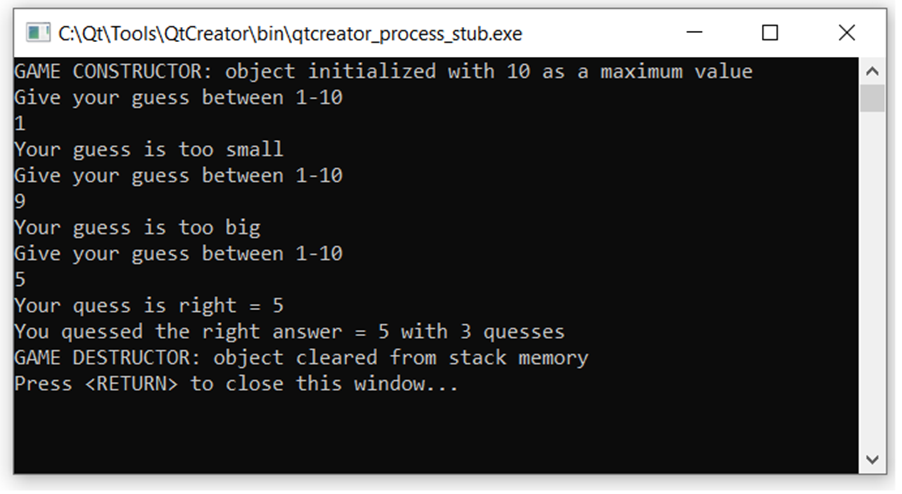 C:\Qt\Tools\QtCreator\bin\qtcreator_process_stub.exe
GAME CONSTRUCTOR: object initialized with 10 as a maximum value
Give your guess between 1-10
1
Your guess is too small
Give your guess between 1-10
9
Your guess is too big
Give your guess between 1-10
5
Your quess is right = 5
You quessed the right answer = 5 with 3 quesses
GAME DESTRUCTOR: object cleared from stack memory
Press <RETURN> to close this window...